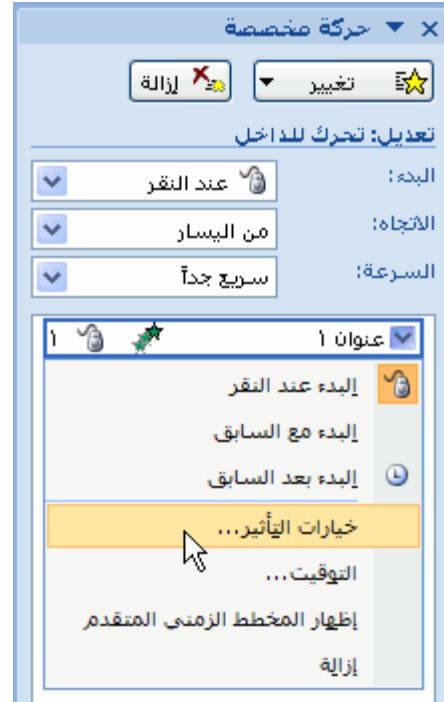 حركة مخصصة
تغيير إزالة
تعديل: تحرك للداخل
البدء: عند النقر
الاتجاه: من اليسار
السرعة: سريع جداً
عنوان ١ ١
البدء عند النقر
البدء مع السابق
البدء بعد السابق
خيارات التأثير...
التوقيت...
إظهار المخطط الزمني المتقدم
إزالة